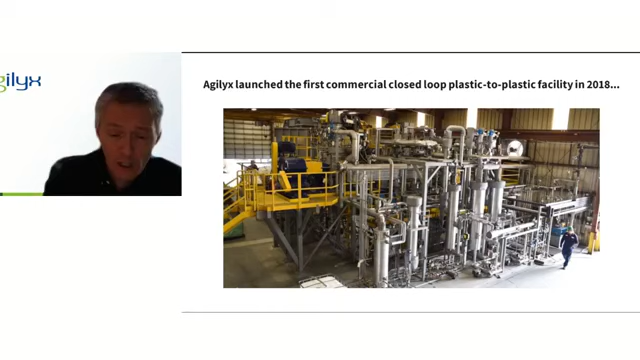 gilyx
Agilyx launched the first commercial closed loop plastic-to-plastic facility in 2018...